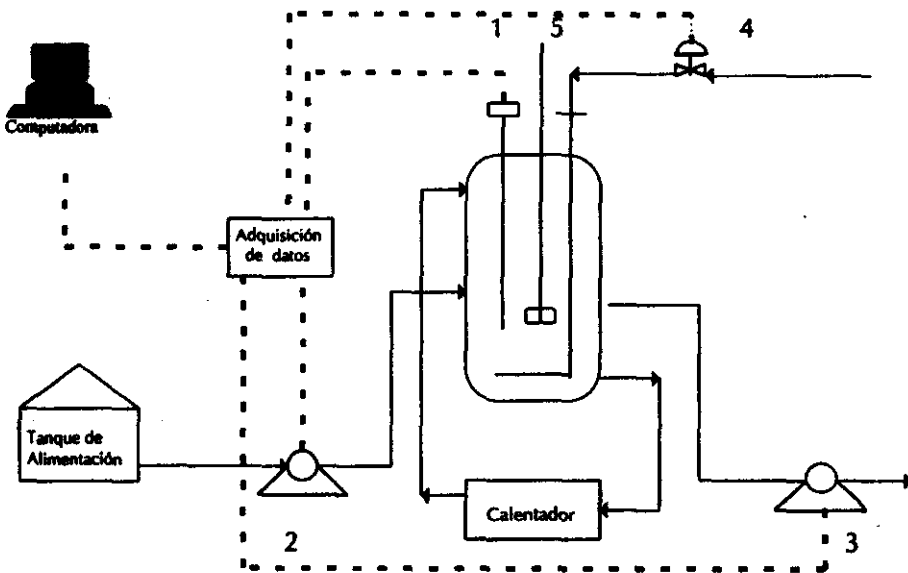 1
5
4
Computadora
Adquisición
de datos
Tanque de
Alimentación
Calentador
2
3